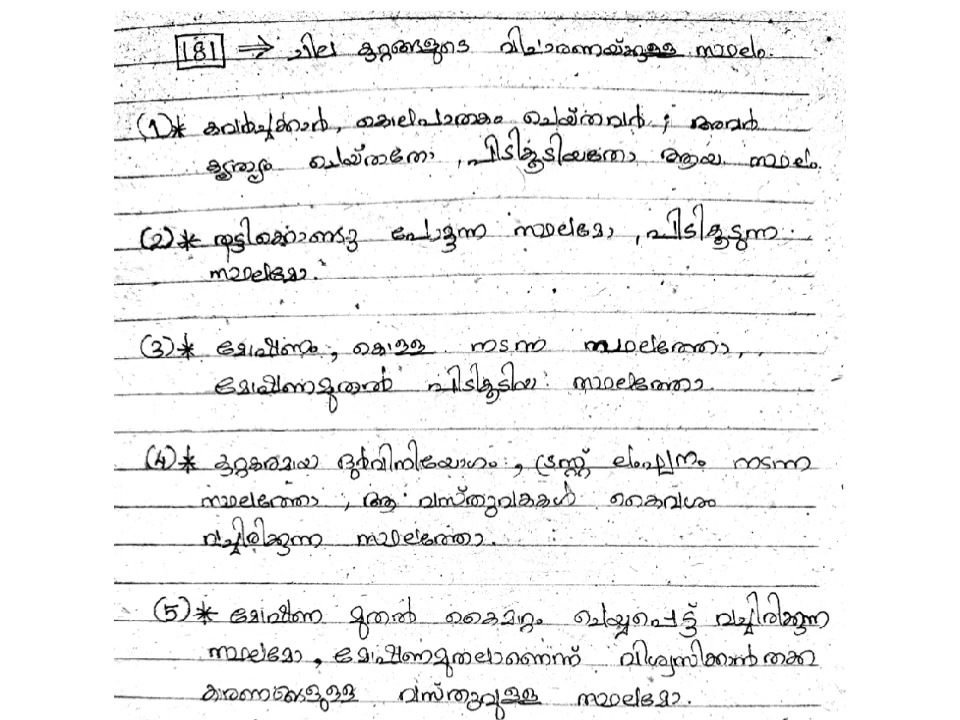 181 ⇒ ചില കുറ്റങ്ങളുടെ വിചാരണയ്ക്കുള്ള സ്ഥലം.
(1)* കവർച്ചക്കാർ, കൊലപാതകം ചെയ്തവൻ ; അവർ
കുറ്റം ചെയ്തതോ, പിടികൂടിയതോ ആയ സ്ഥലം.
(2)* തട്ടിക്കൊണ്ടു പോകുന്ന സ്ഥലമോ, പിടികൂടുന്ന
സ്ഥലമോ.
(3)* മോഷണം, കൊള്ള നടന്ന സ്ഥലത്തോ,
മോഷണമുതൽ പിടികൂടിയ സ്ഥലത്തോ.
(4)* കുറ്റകരമായ ദുർവിനിയോഗം, ട്രസ്റ്റ് ലംഘനം നടന്ന
സ്ഥലത്തോ, ആ വസ്തുവകകൾ കൈവശം
വച്ചിരിക്കുന്ന സ്ഥലത്തോ.
(5)* മോഷണ മുതൽ കൈമാറ്റം ചെയ്യപ്പെട്ട് വച്ചിരിക്കുന്ന
സ്ഥലമോ, മോഷണമുതലാണെന്ന് വിശ്വസിക്കാൻ തക്ക
കാരണങ്ങളുള്ള വസ്തുവുള്ള സ്ഥലമോ.